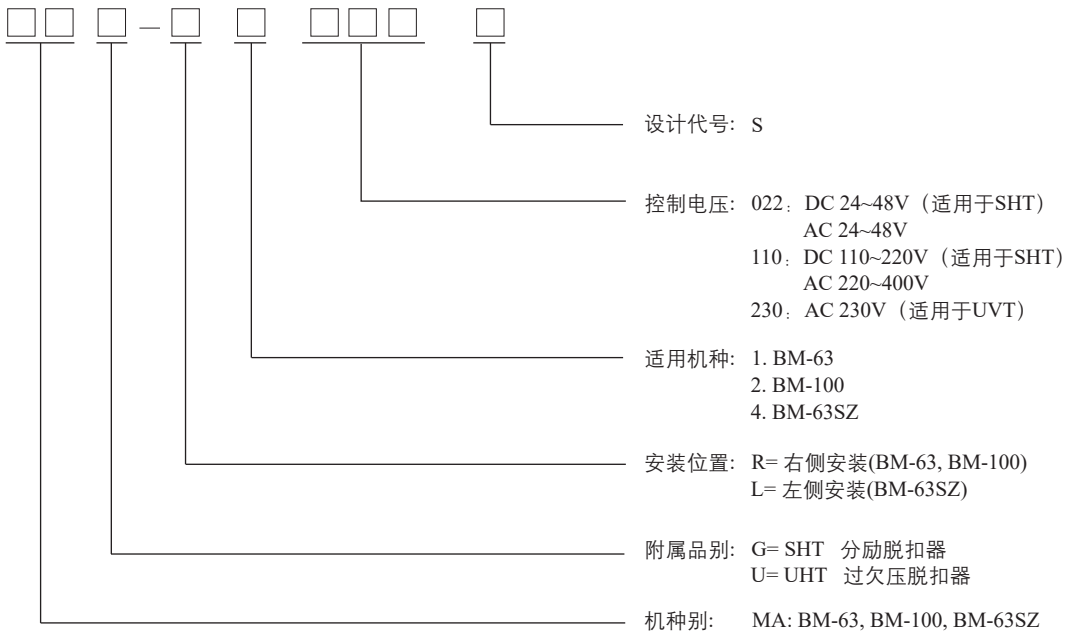 □□ □－□ □ □□□ □
设计代号: S
控制电压: 022：DC 24~48V（适用于SHT）
AC 24~48V
110：DC 110~220V（适用于SHT）
AC 220~400V
230：AC 230V（适用于UVT）
适用机种: 1. BM-63
2. BM-100
4. BM-63SZ
安装位置: R= 右侧安装(BM-63, BM-100)
L= 左侧安装(BM-63SZ)
附属品别: G= SHT 分励脱扣器
U= UHT 过欠压脱扣器
机种别: MA: BM-63, BM-100, BM-63SZ